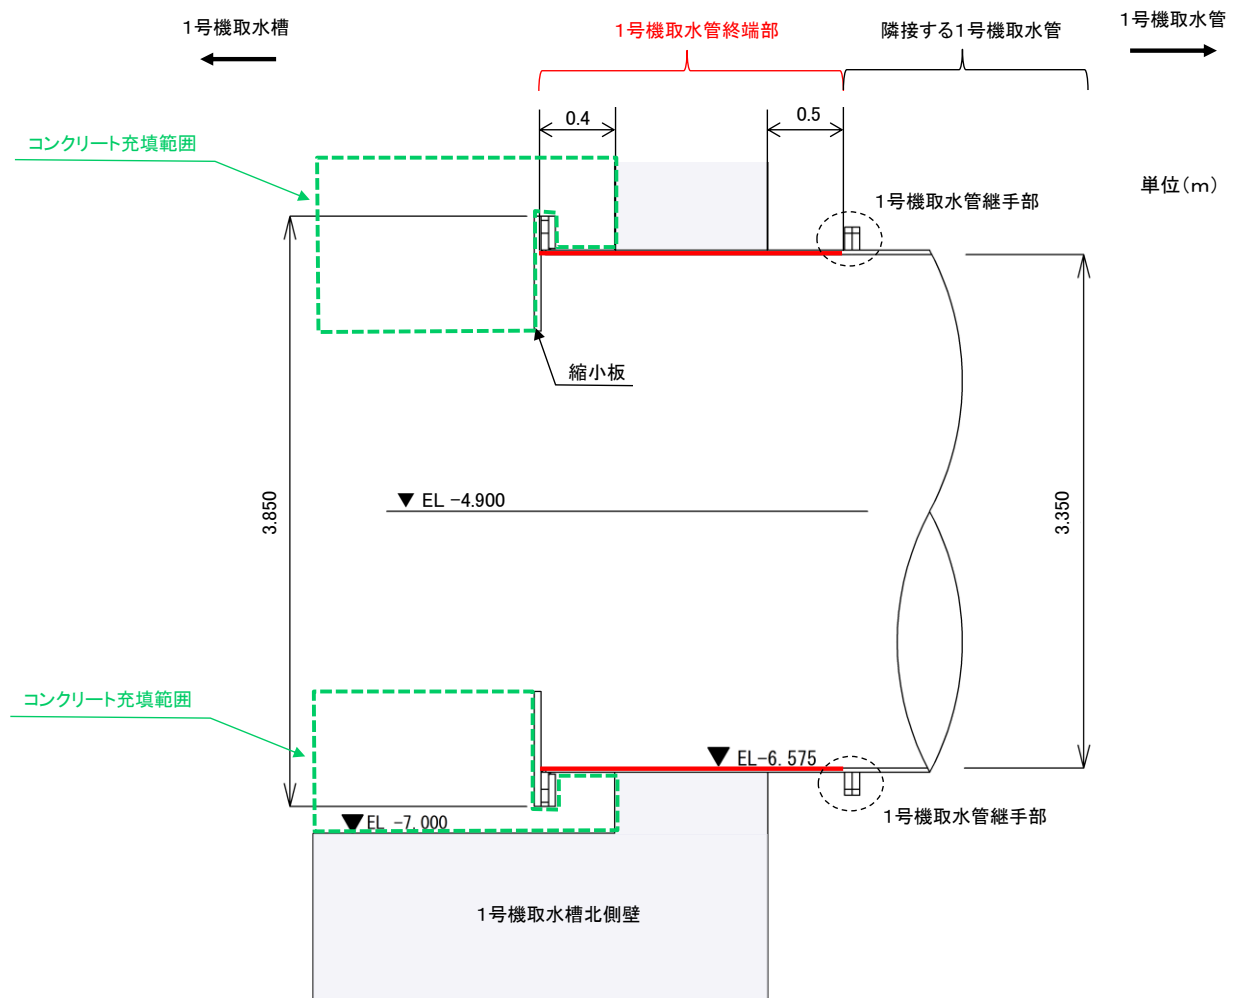 1号機取水槽
1号機取水管終端部
隣接する1号機取水管
1号機取水管
0.4
0.5
コンクリート充填範囲
単位（m）
1号機取水管継手部
縮小板
EL －4.900
3.850
3.350
コンクリート充填範囲
EL-6.575
EL -7.000
1号機取水管継手部
1号機取水槽北側壁